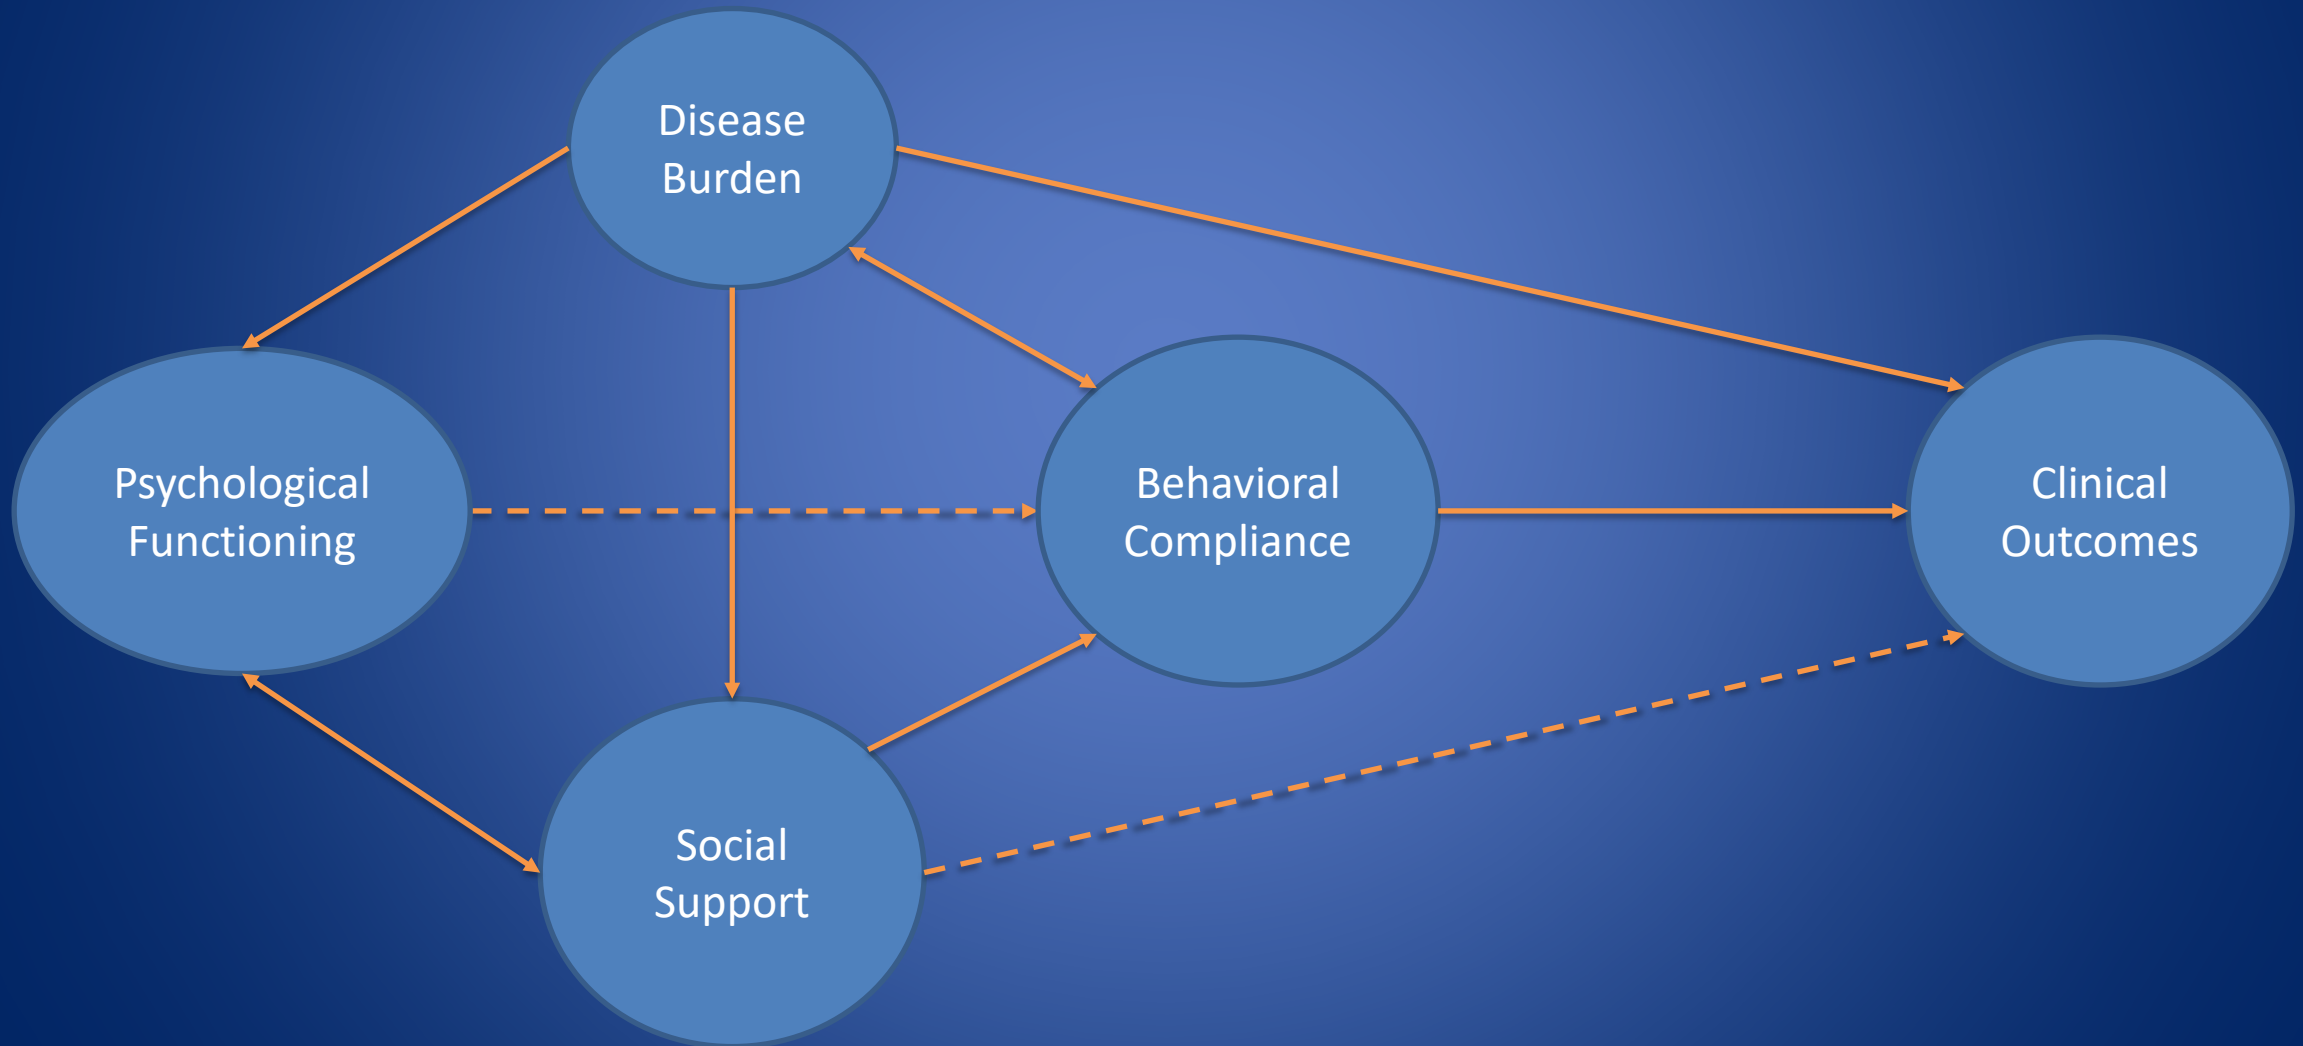 Disease
Burden
Psychological
Functioning
Behavioral
Compliance
Clinical
Outcomes
Social
Support